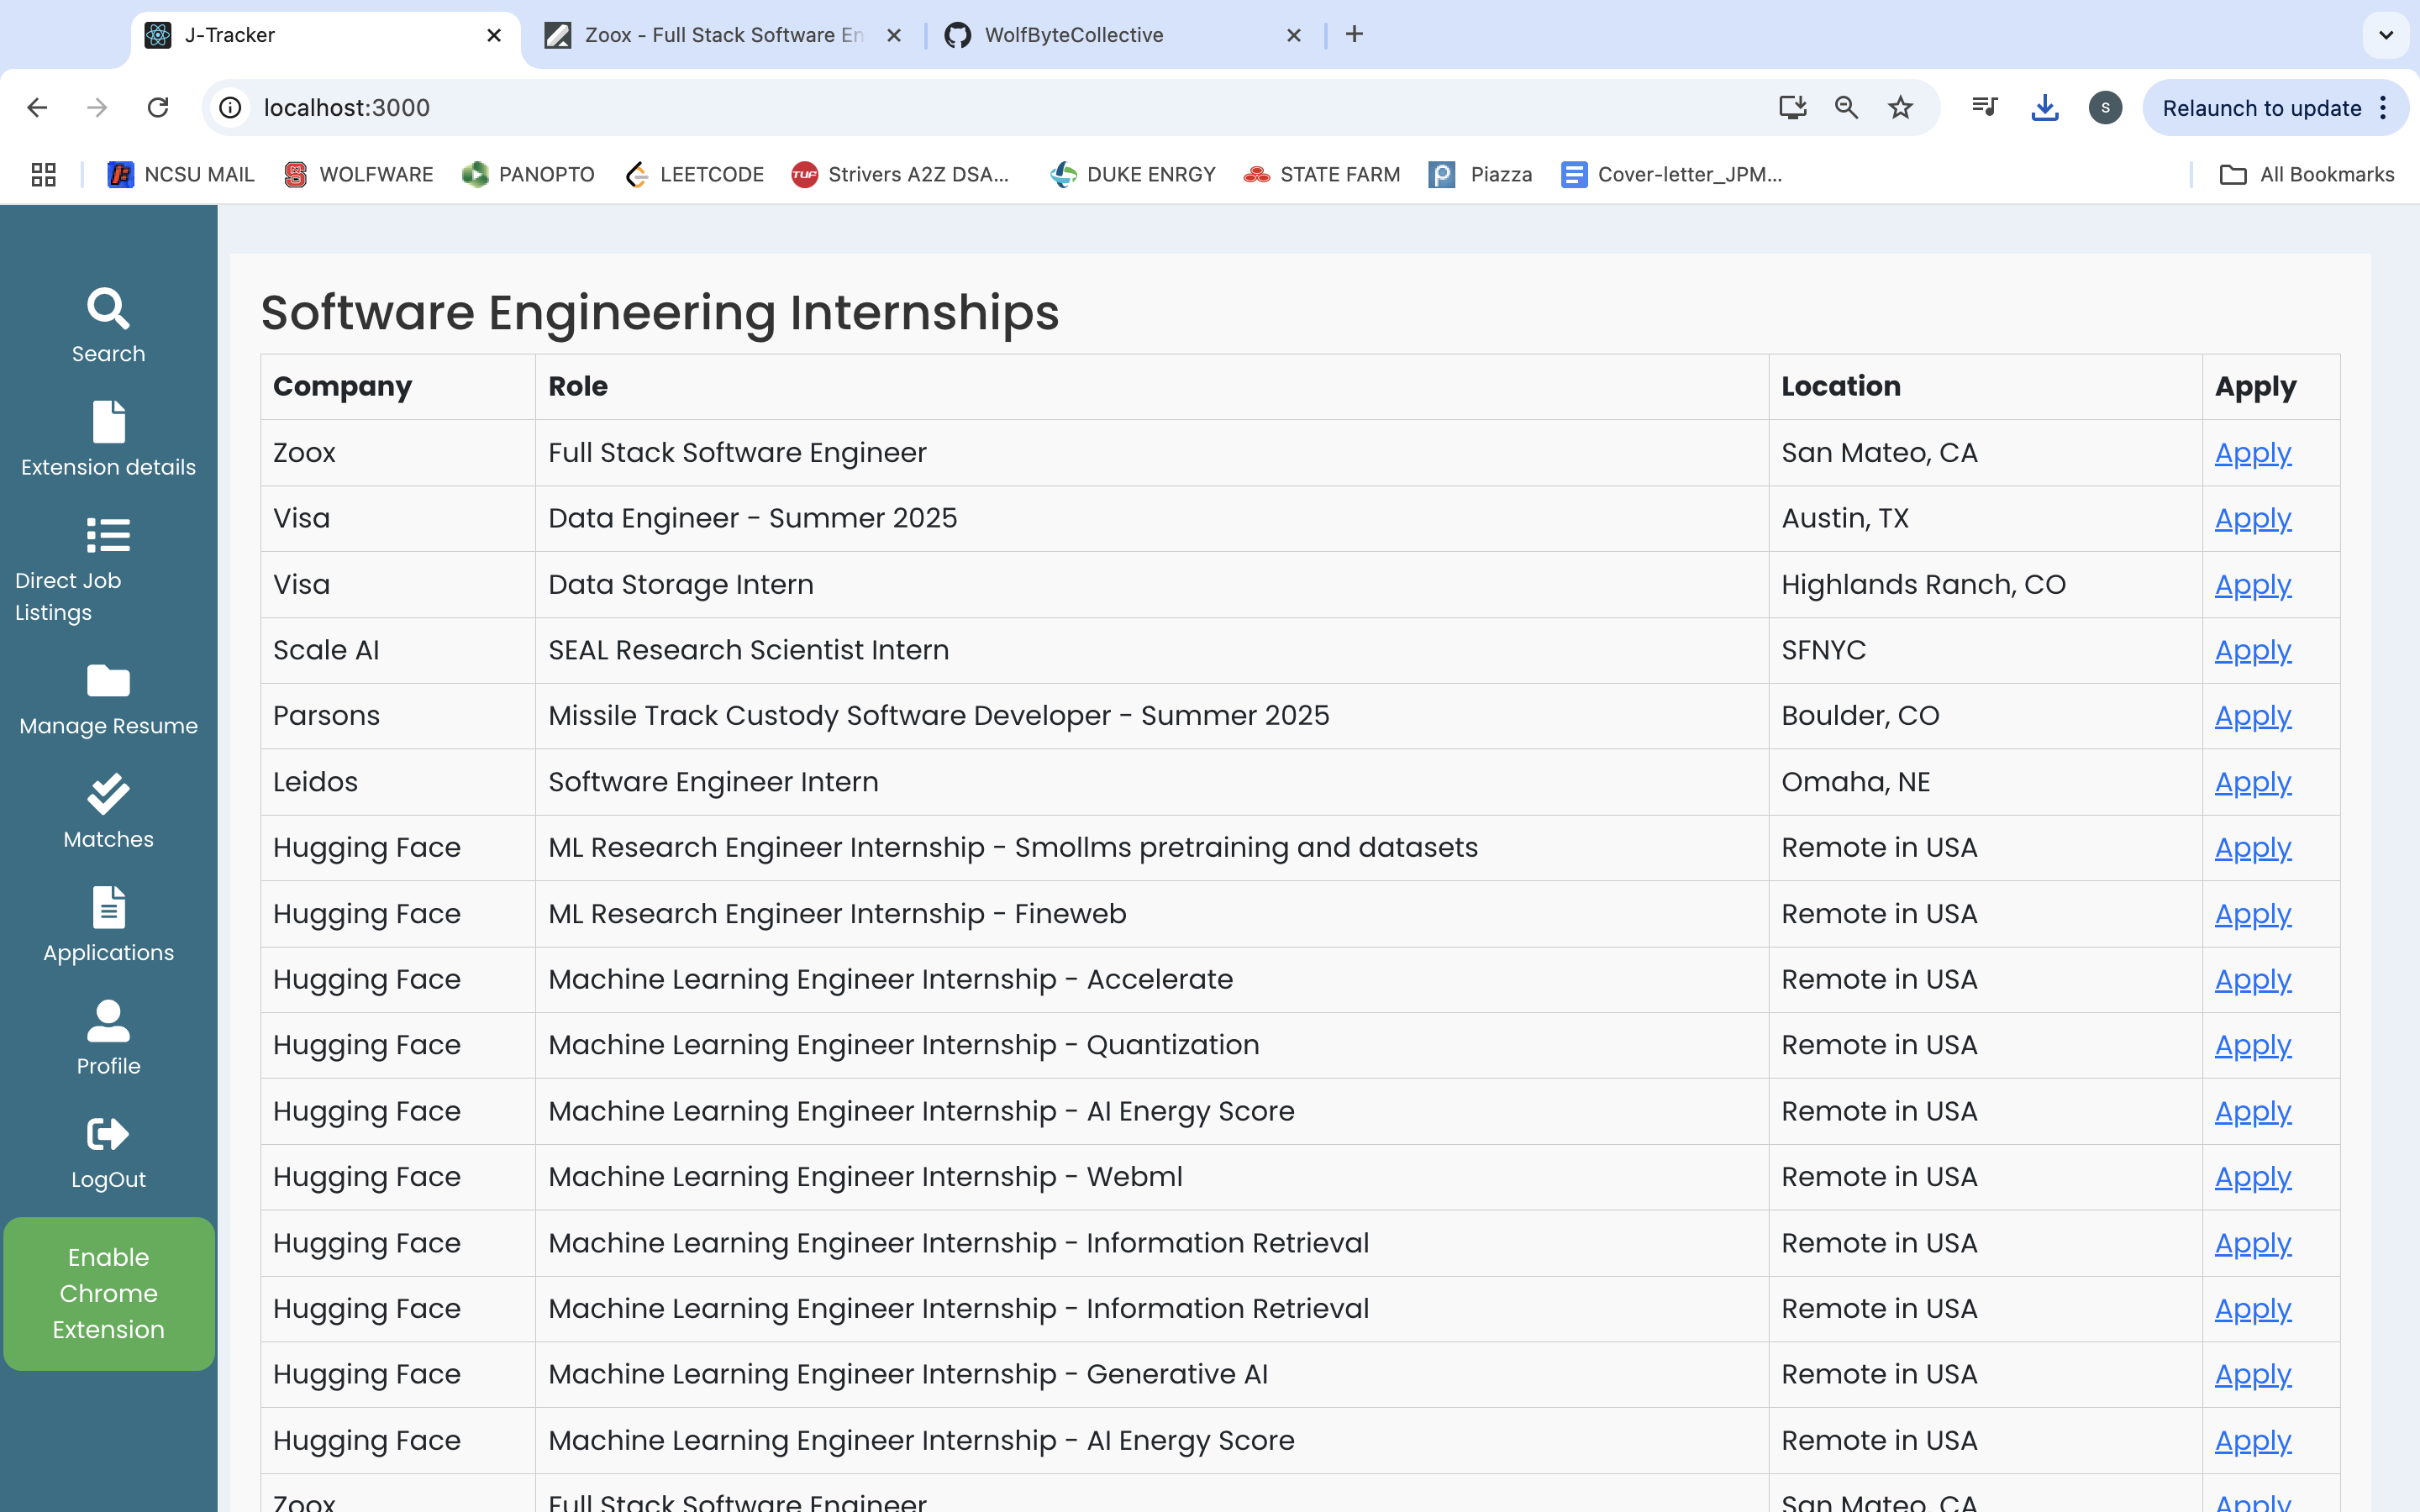 J-Tracker
Zoox - Full Stack Software En
WolfByteCollective
localhost:3000
S
Relaunch to update
NCSU MAIL
WOLFWARE
PANOPTO
LEETCODE
TUF
Strivers A2Z DSA...
DUKE ENRGY
STATE FARM
Piazza
Cover-letter_JPM...
All Bookmarks
Search
Extension details
Direct Job
Listings
Manage Resume
Matches
Applications
Profile
LogOut
Enable
Chrome
Extension
Software Engineering Internships
Company Role Location Apply
Zoox Full Stack Software Engineer San Mateo, CA Apply
Visa Data Engineer - Summer 2025 Austin, TX Apply
Visa Data Storage Intern Highlands Ranch, CO Apply
Scale AI SEAL Research Scientist Intern SFNYC Apply
Parsons Missile Track Custody Software Developer - Summer 2025 Boulder, CO Apply
Leidos Software Engineer Intern Omaha, NE Apply
Hugging Face ML Research Engineer Internship - Smollms pretraining and datasets Remote in USA Apply
Hugging Face ML Research Engineer Internship - Fineweb Remote in USA Apply
Hugging Face Machine Learning Engineer Internship - Accelerate Remote in USA Apply
Hugging Face Machine Learning Engineer Internship - Quantization Remote in USA Apply
Hugging Face Machine Learning Engineer Internship - AI Energy Score Remote in USA Apply
Hugging Face Machine Learning Engineer Internship - Webml Remote in USA Apply
Hugging Face Machine Learning Engineer Internship - Information Retrieval Remote in USA Apply
Hugging Face Machine Learning Engineer Internship - Information Retrieval Remote in USA Apply
Hugging Face Machine Learning Engineer Internship - Generative AI Remote in USA Apply
Hugging Face Machine Learning Engineer Internship - AI Energy Score Remote in USA Apply
Zoox Full Stack Software Engineer San Mateo, CA Apply